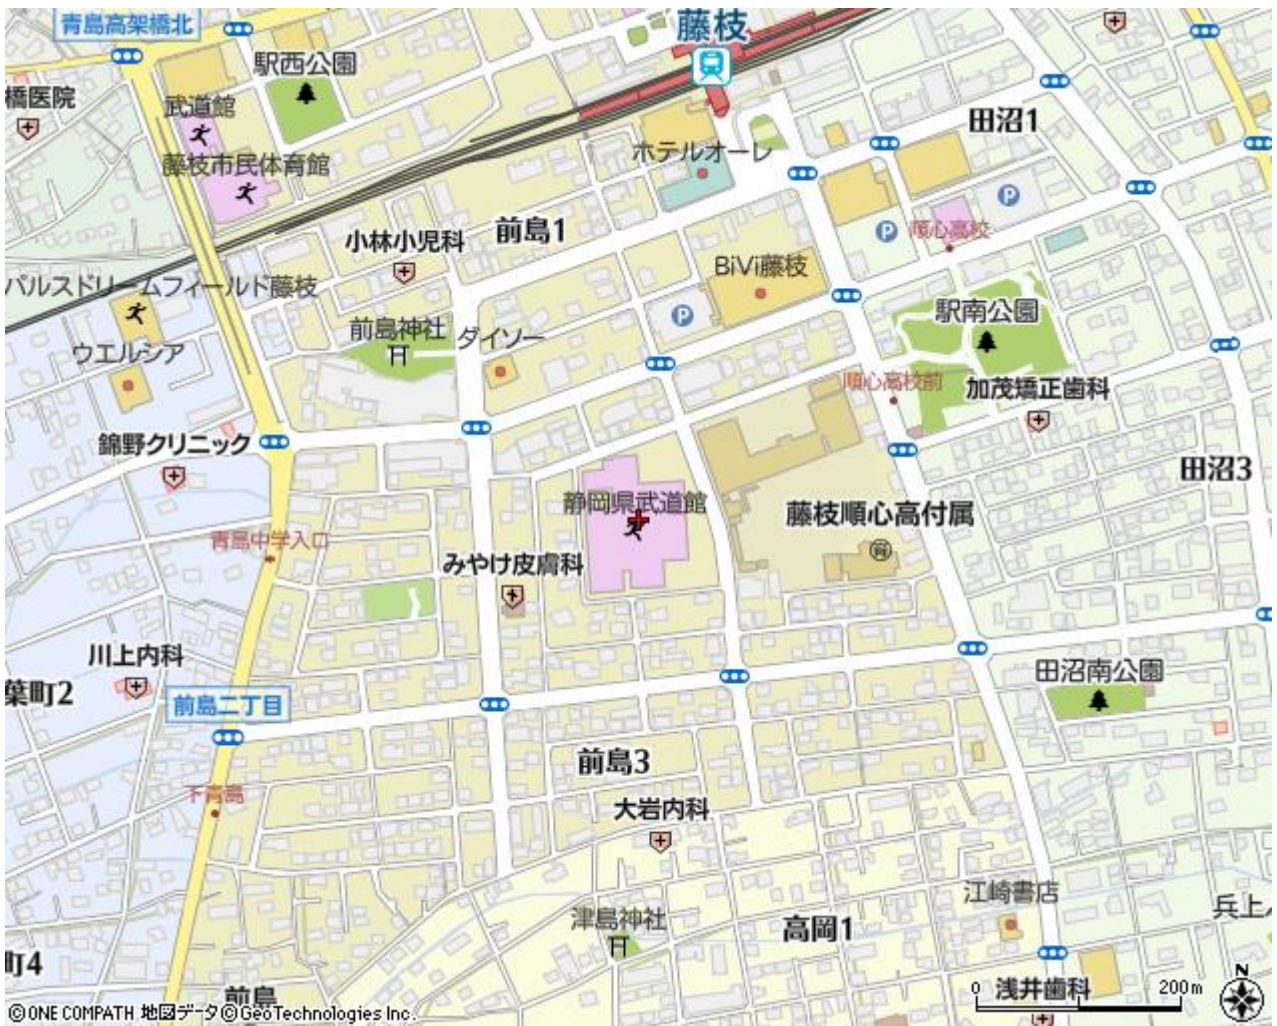 青島高架橋北
藤枝
駅西公園
橋医院
武道館
田沼1
ホテルオーレ
藤枝市民体育館
P
前島1
小林小児科
P
順心高校
BiVi藤枝
パルスドリームフィールド藤枝
駅南公園
P
前島神社
ダイソー
ウエルシア
順心高校前
加茂矯正歯科
錦野クリニック
田沼3
静岡県武道館
藤枝順心高付属
青島中学入口
みやけ皮膚科
川上内科
田沼南公園
葉町2
前島二丁目
前島3
下青島
大岩内科
江崎書店
兵上
津島神社
高岡1
町4
N
前島
0
浅井歯科
200m
©ONE COMPATH 地図データ©GeoTechnologies Inc.